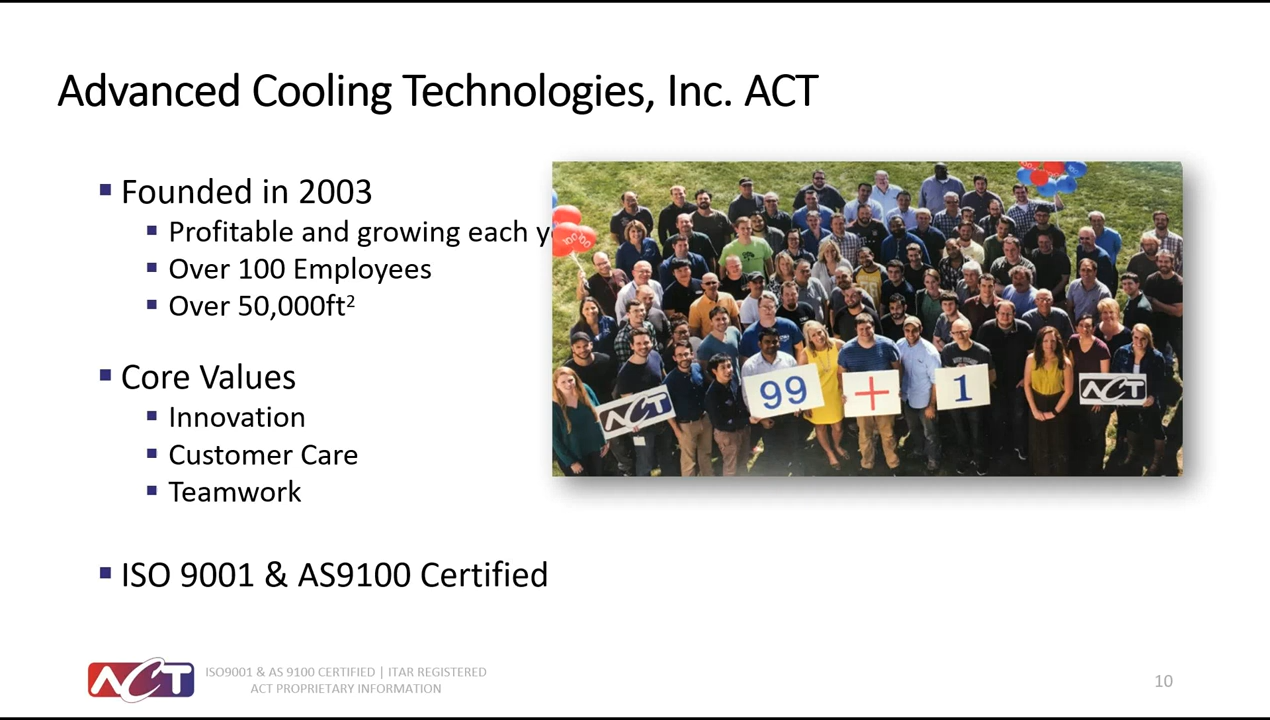 Advanced Cooling Technologies, Inc. ACT
Founded in 2003
Profitable and growing each y
Over 100 Employees
Over 50,000ft²
Core Values
Innovation
Customer Care
Teamwork
ISO 9001 & AS9100 Certified
100
ACT
99
+
1
ACT
ACT
ISO9001 & AS 9100 CERTIFIED | ITAR REGISTERED
ACT PROPRIETARY INFORMATION
10